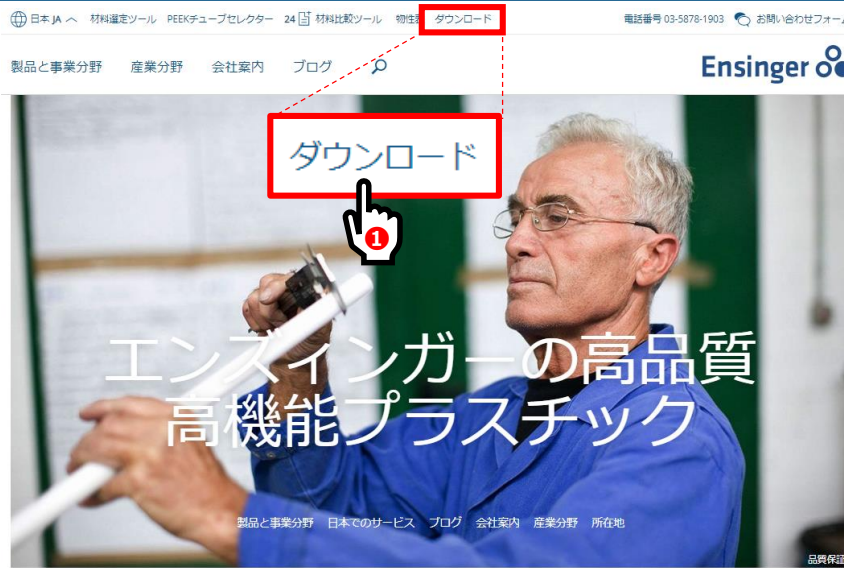 日本 JA 材料選定ツール PEEKチューブセレクター 24 材料比較ツール 物性 ダウンロード 電話番号 03-5878-1903 お問い合わせフォーム
製品と事業分野 産業分野 会社案内 ブログ Ensinger
ダウンロード
1
エンズィンガーの高品質
高機能プラスチック
製品と事業分野 日本でのサービス ブログ 会社案内 産業分野 所在地
品質保証